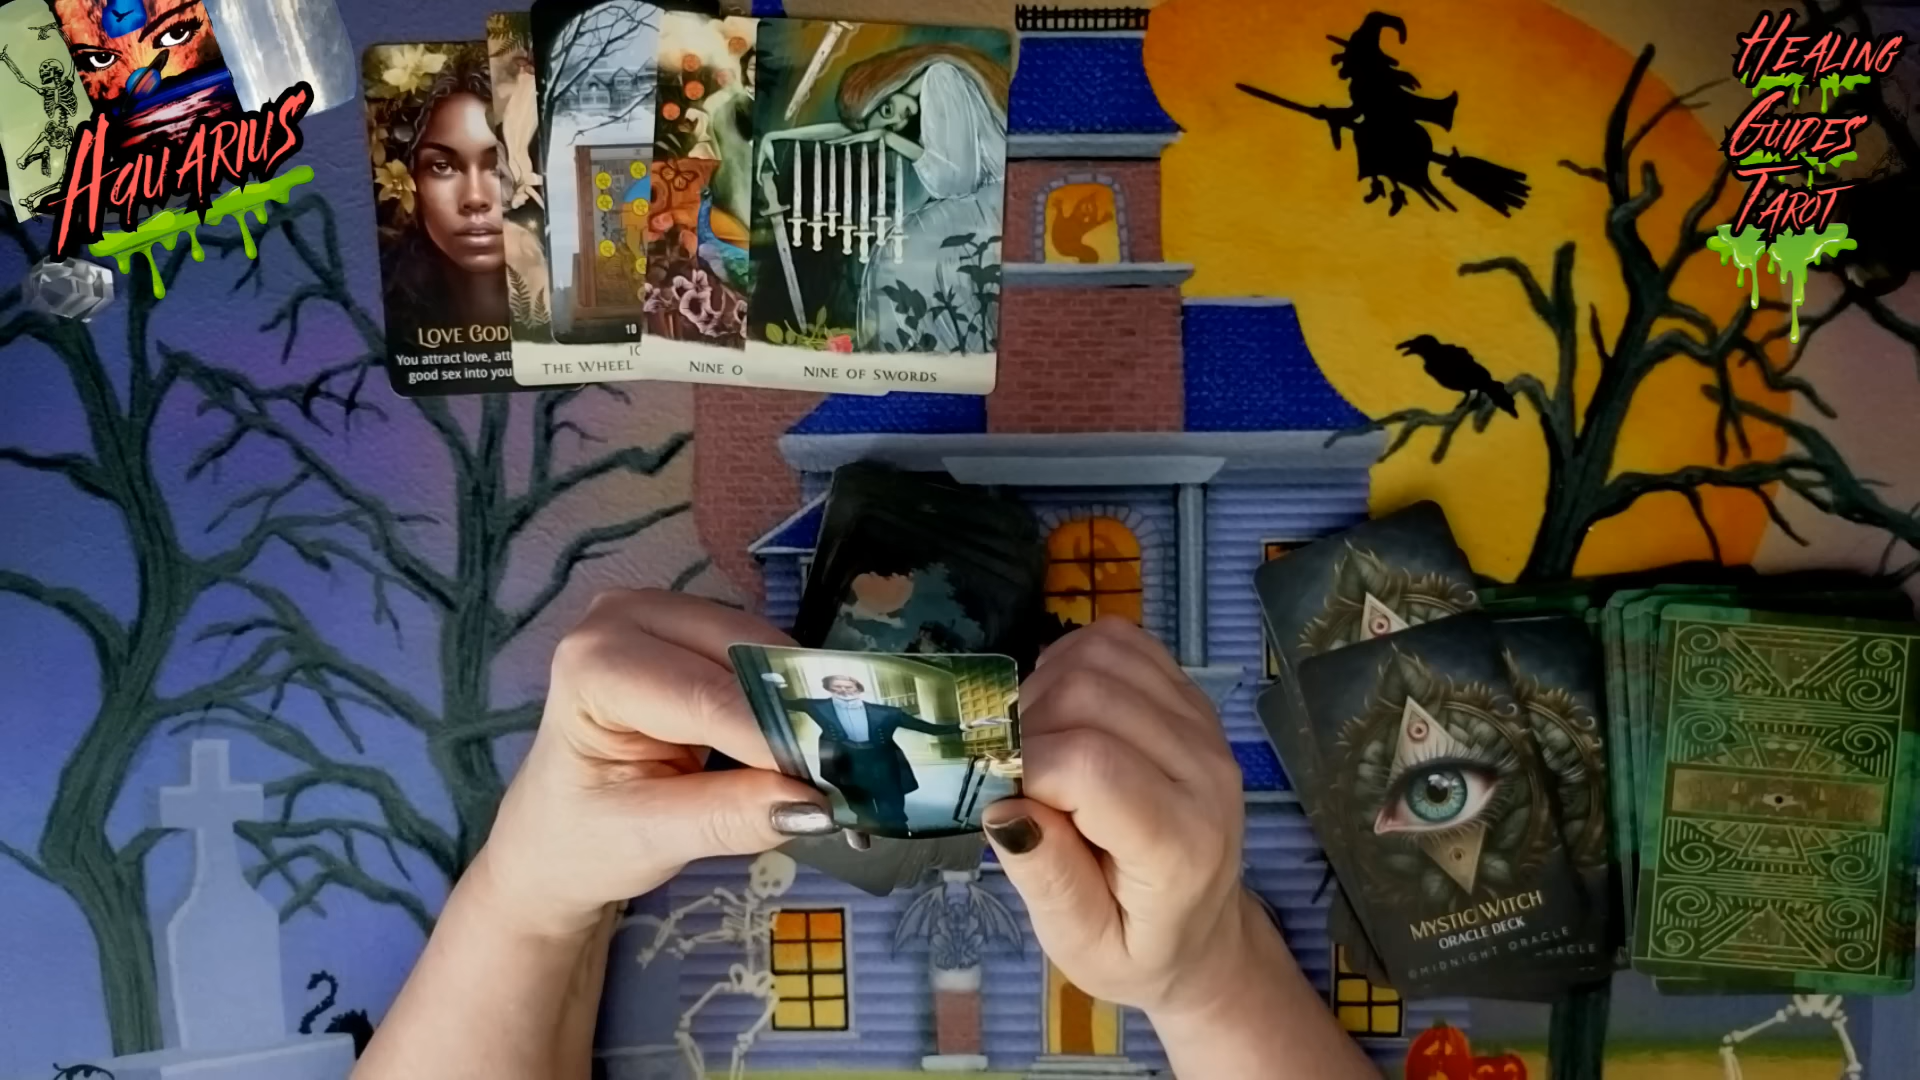 Aquarius
Healing
Guides
Tarot
Love God
You attract love, att
good sex into you
The Wheel
10
Nine o
Nine of Swords
Mystic Witch
Oracle Deck
Midnight Oracle